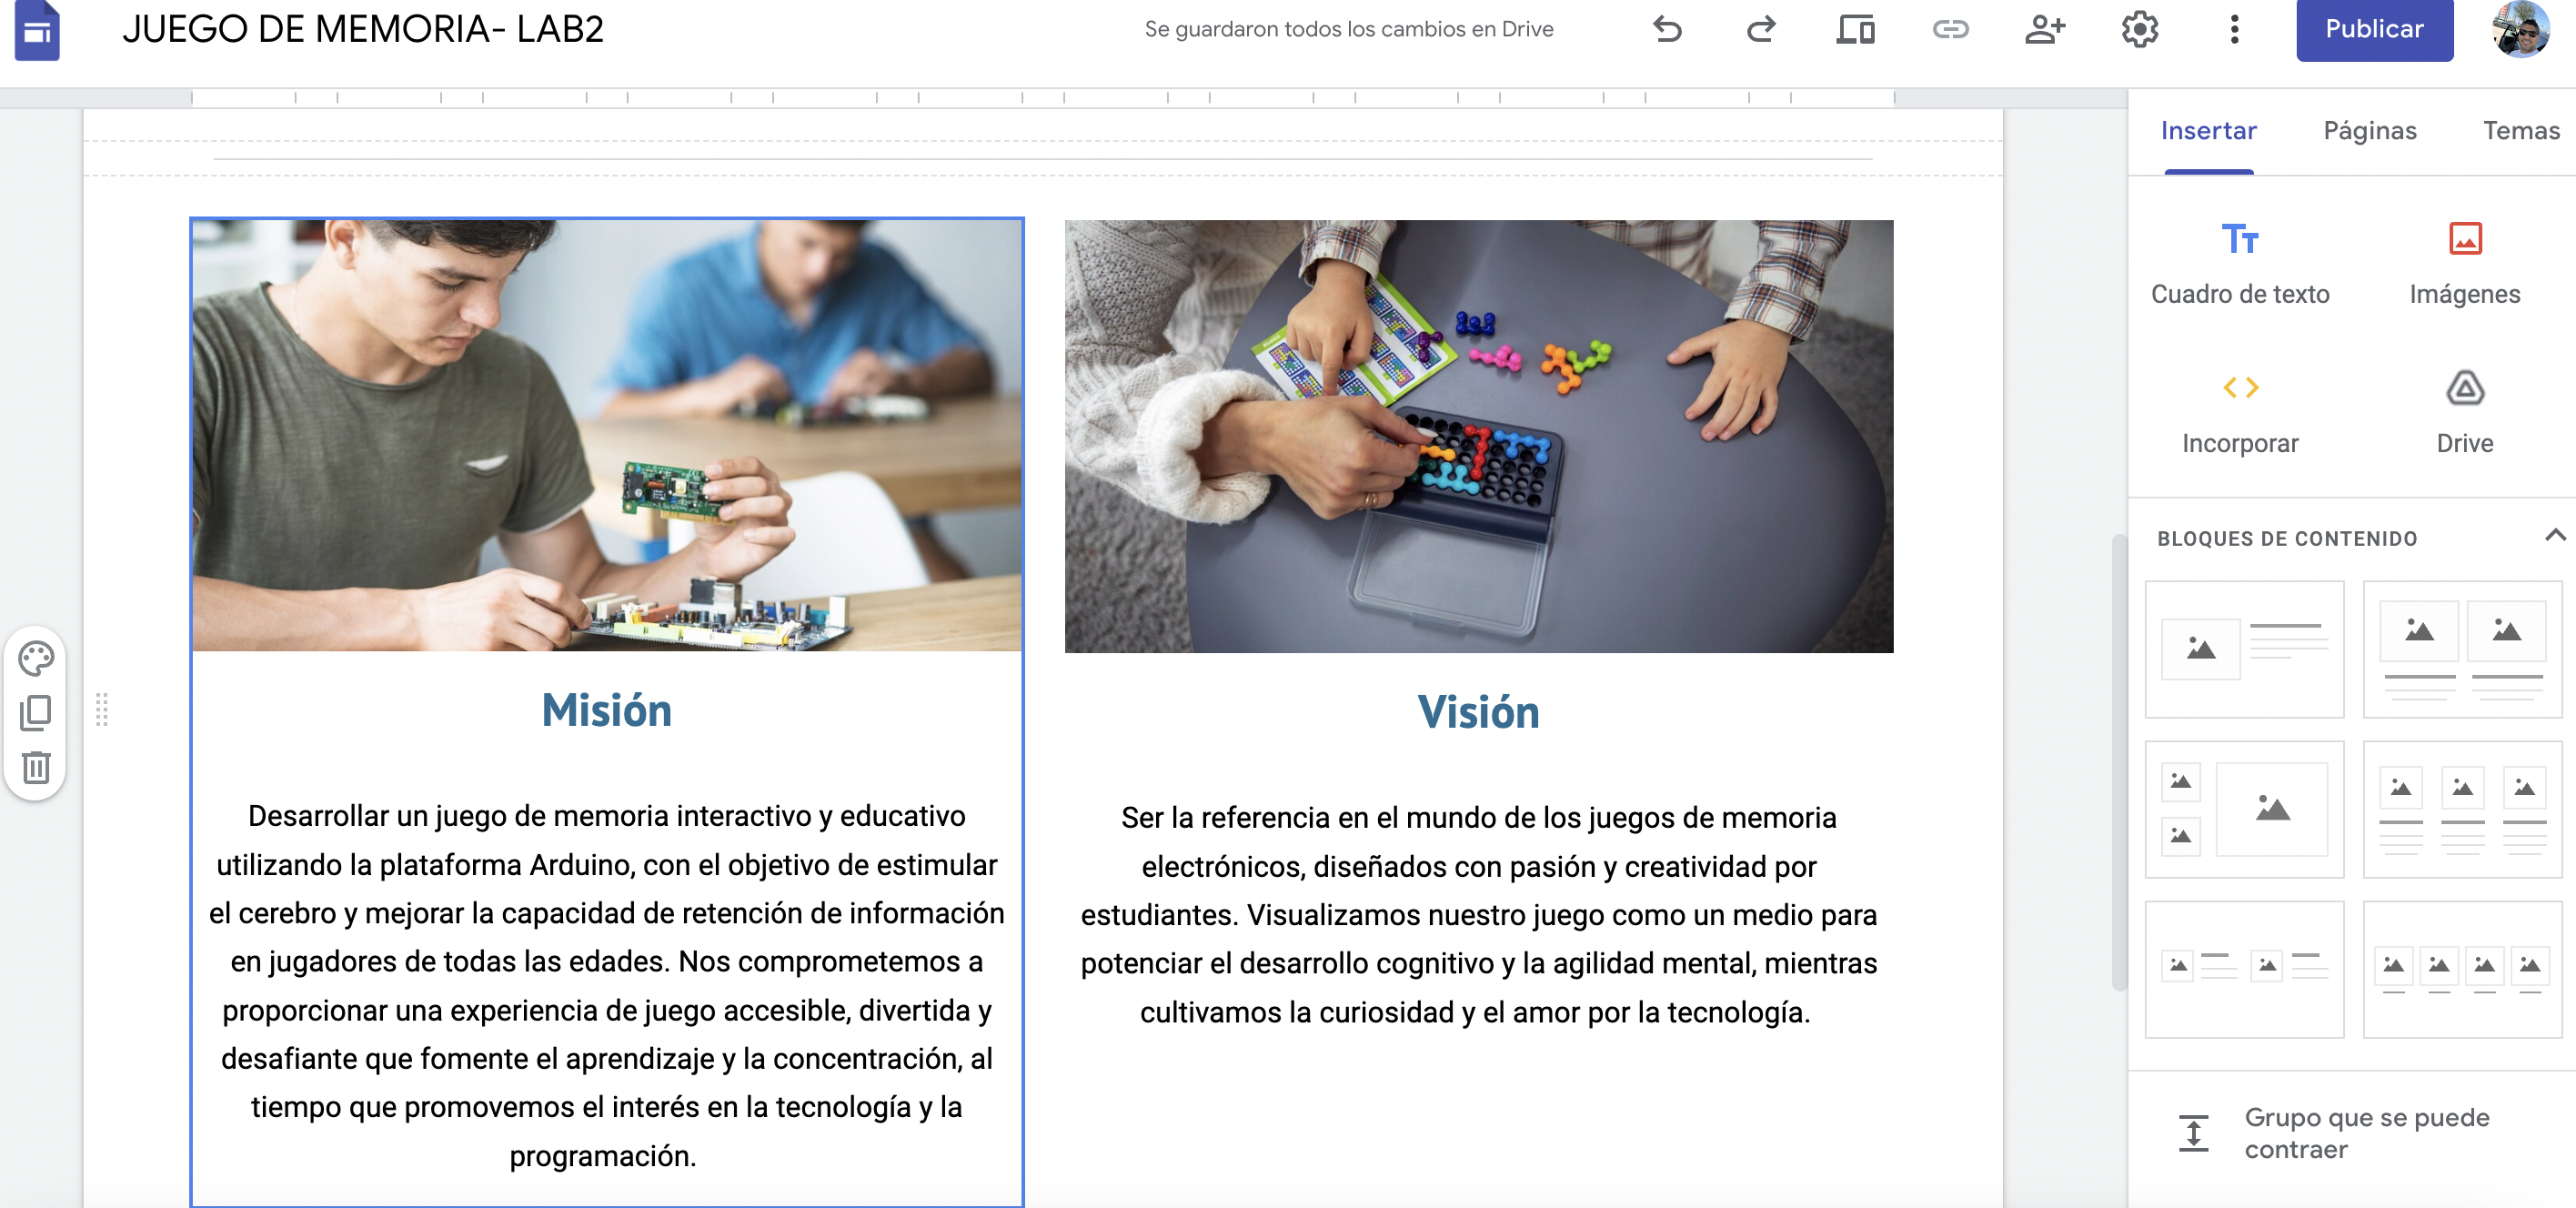 JUEGO DE MEMORIA- LAB2
Se guardaron todos los cambios en Drive
Publicar
Insertar
Páginas
Temas
Cuadro de texto
Imágenes
Incorporar
Drive
BLOQUES DE CONTENIDO
Grupo que se puede
contraer
Misión
Desarrollar un juego de memoria interactivo y educativo
utilizando la plataforma Arduino, con el objetivo de estimular
el cerebro y mejorar la capacidad de retención de información
en jugadores de todas las edades. Nos comprometemos a
proporcionar una experiencia de juego accesible, divertida y
desafiante que fomente el aprendizaje y la concentración, al
tiempo que promovemos el interés en la tecnología y la
programación.
Visión
Ser la referencia en el mundo de los juegos de memoria
electrónicos, diseñados con pasión y creatividad por
estudiantes. Visualizamos nuestro juego como un medio para
potenciar el desarrollo cognitivo y la agilidad mental, mientras
cultivamos la curiosidad y el amor por la tecnología.